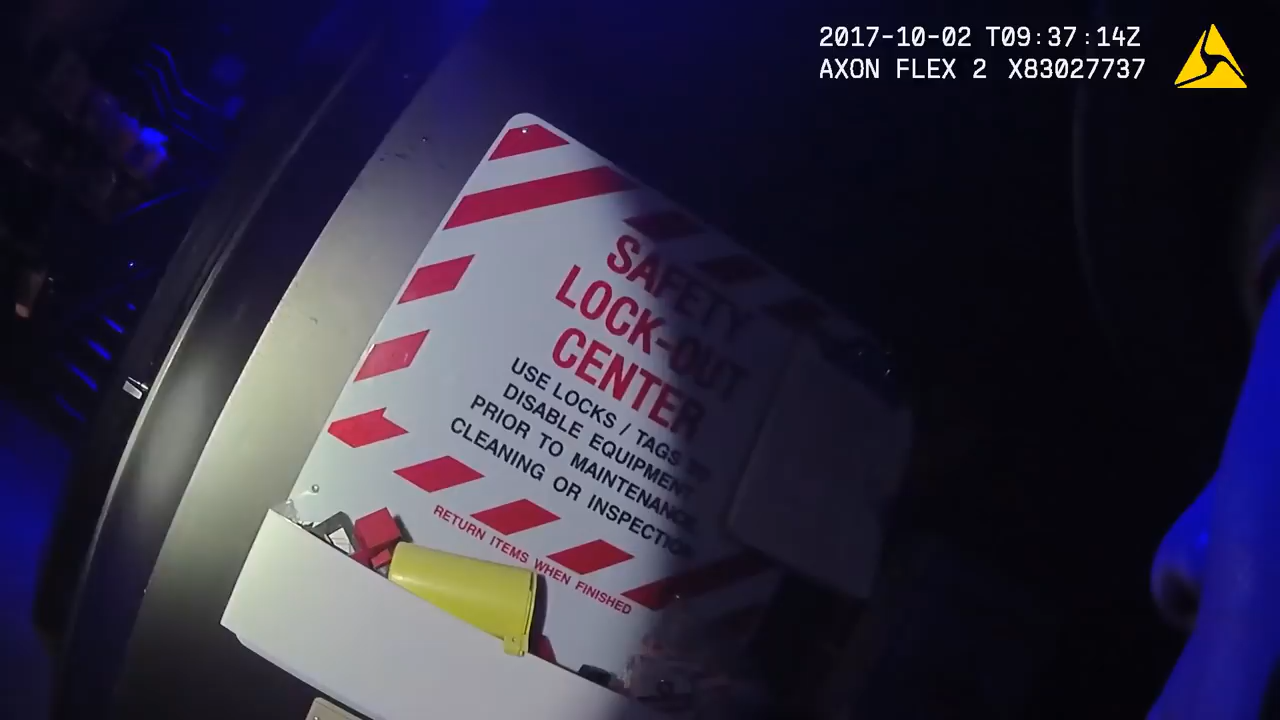 2017-10-02 T09:37:14Z
AXON FLEX 2 X83027737
SAFETY
LOCK-OUT
CENTER
USE LOCKS / TAGS TO
DISABLE EQUIPMENT
PRIOR TO MAINTENANCE,
CLEANING OR INSPECTION
RETURN ITEMS WHEN FINISHED